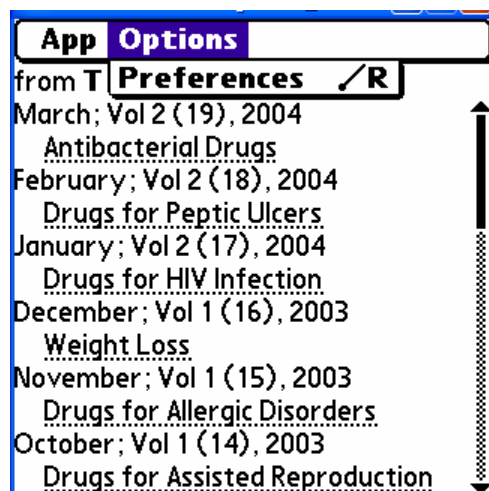 App Options
from T Preferences /R
March; Vol 2 (19), 2004
Antibacterial Drugs
February; Vol 2 (18), 2004
Drugs for Peptic Ulcers
January; Vol 2 (17), 2004
Drugs for HIV Infection
December; Vol 1 (16), 2003
Weight Loss
November; Vol 1 (15), 2003
Drugs for Allergic Disorders
October; Vol 1 (14), 2003
Drugs for Assisted Reproduction